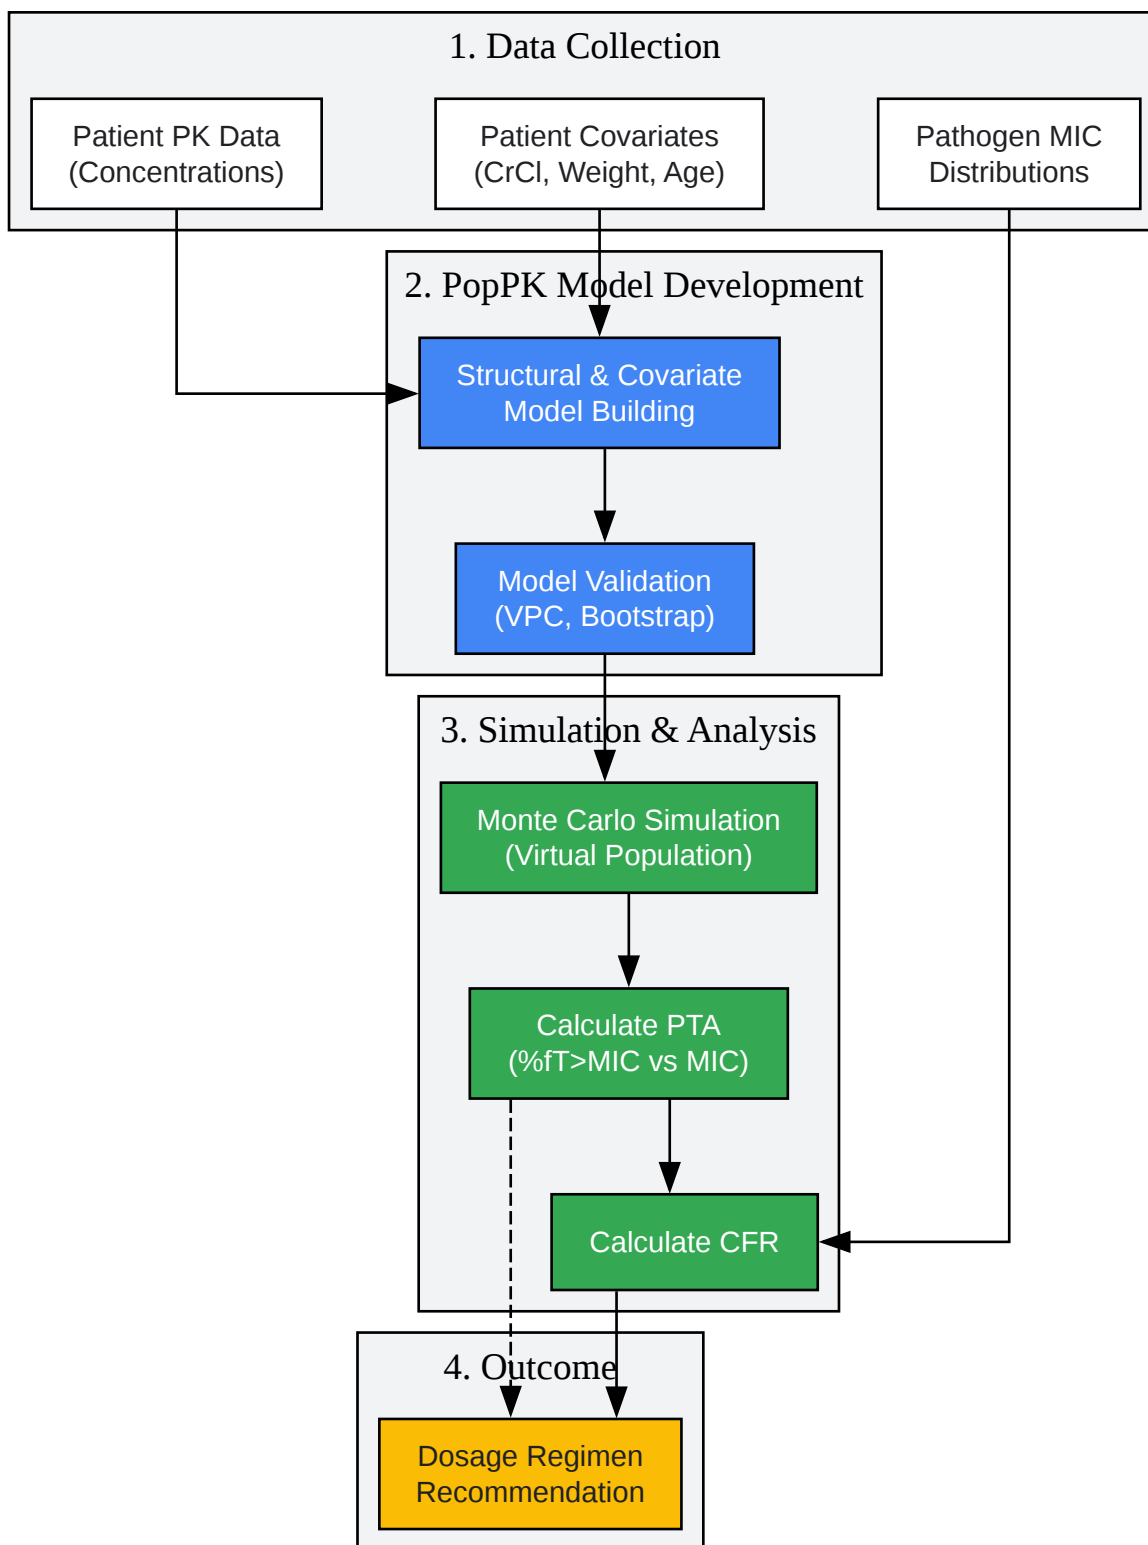 1. Data Collection
Patient PK Data
(Concentrations)
Patient Covariates
(CrCl, Weight, Age)
Pathogen MIC
Distributions
2. PopPK Model Development
Structural & Covariate
Model Building
Model Validation
(VPC, Bootstrap)
3. Simulation & Analysis
Monte Carlo Simulation
(Virtual Population)
Calculate PTA
(%fT>MIC vs MIC)
Calculate CFR
4. Outcome
Dosage Regimen
Recommendation